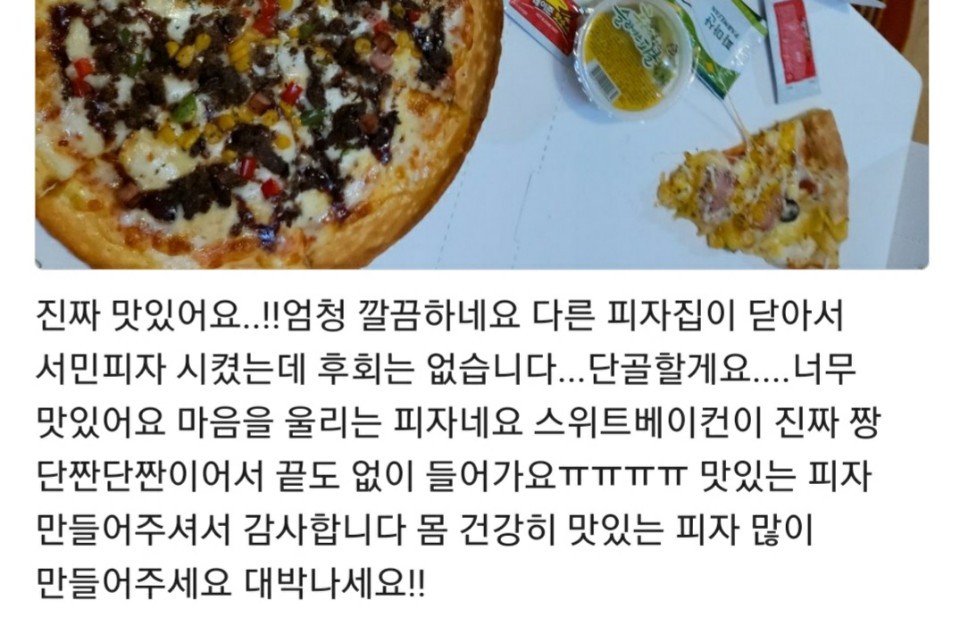 파마산
진짜 맛있어요..!!엄청 깔끔하네요 다른 피자집이 닫아서
서민피자 시켰는데 후회는 없습니다...단골할게요....너무
맛있어요 마음을 울리는 피자네요 스위트베이컨이 진짜 짱
단짠단짠이어서 끝도 없이 들어가요ㅠㅠㅠㅠ 맛있는 피자
만들어주셔서 감사합니다 몸 건강히 맛있는 피자 많이
만들어주세요 대박나세요!!